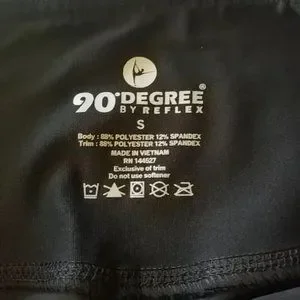 90°DEGREE®
BY REFLEX
S
Body : 88% POLYESTER 12% SPANDEX
Trim : 88% POLYESTER 12% SPANDEX
MADE IN VIETNAM
RN 144527
Exclusive of trim
Do not use softener